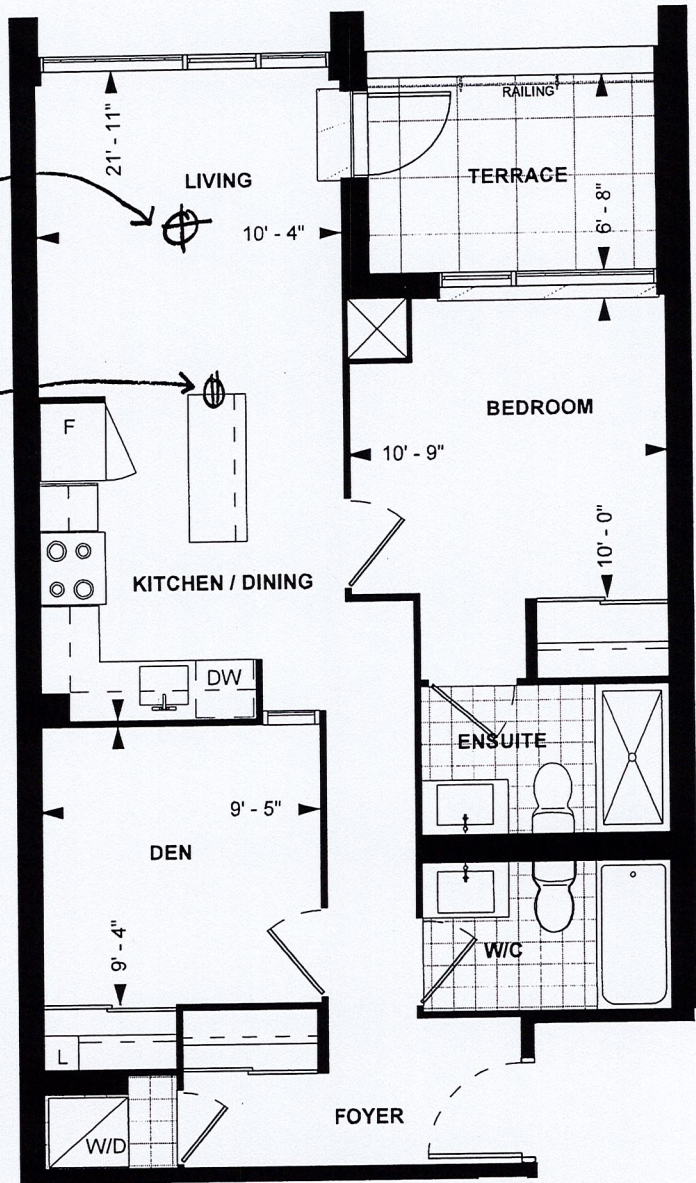 RAILING
21' - 11"
LIVING
TERRACE
6' - 8"
10' - 4"
BEDROOM
F
10' - 9"
10' - 0"
KITCHEN / DINING
DW
ENSUITE
9' - 5"
DEN
9' - 4"
W/C
L
FOYER
W/D